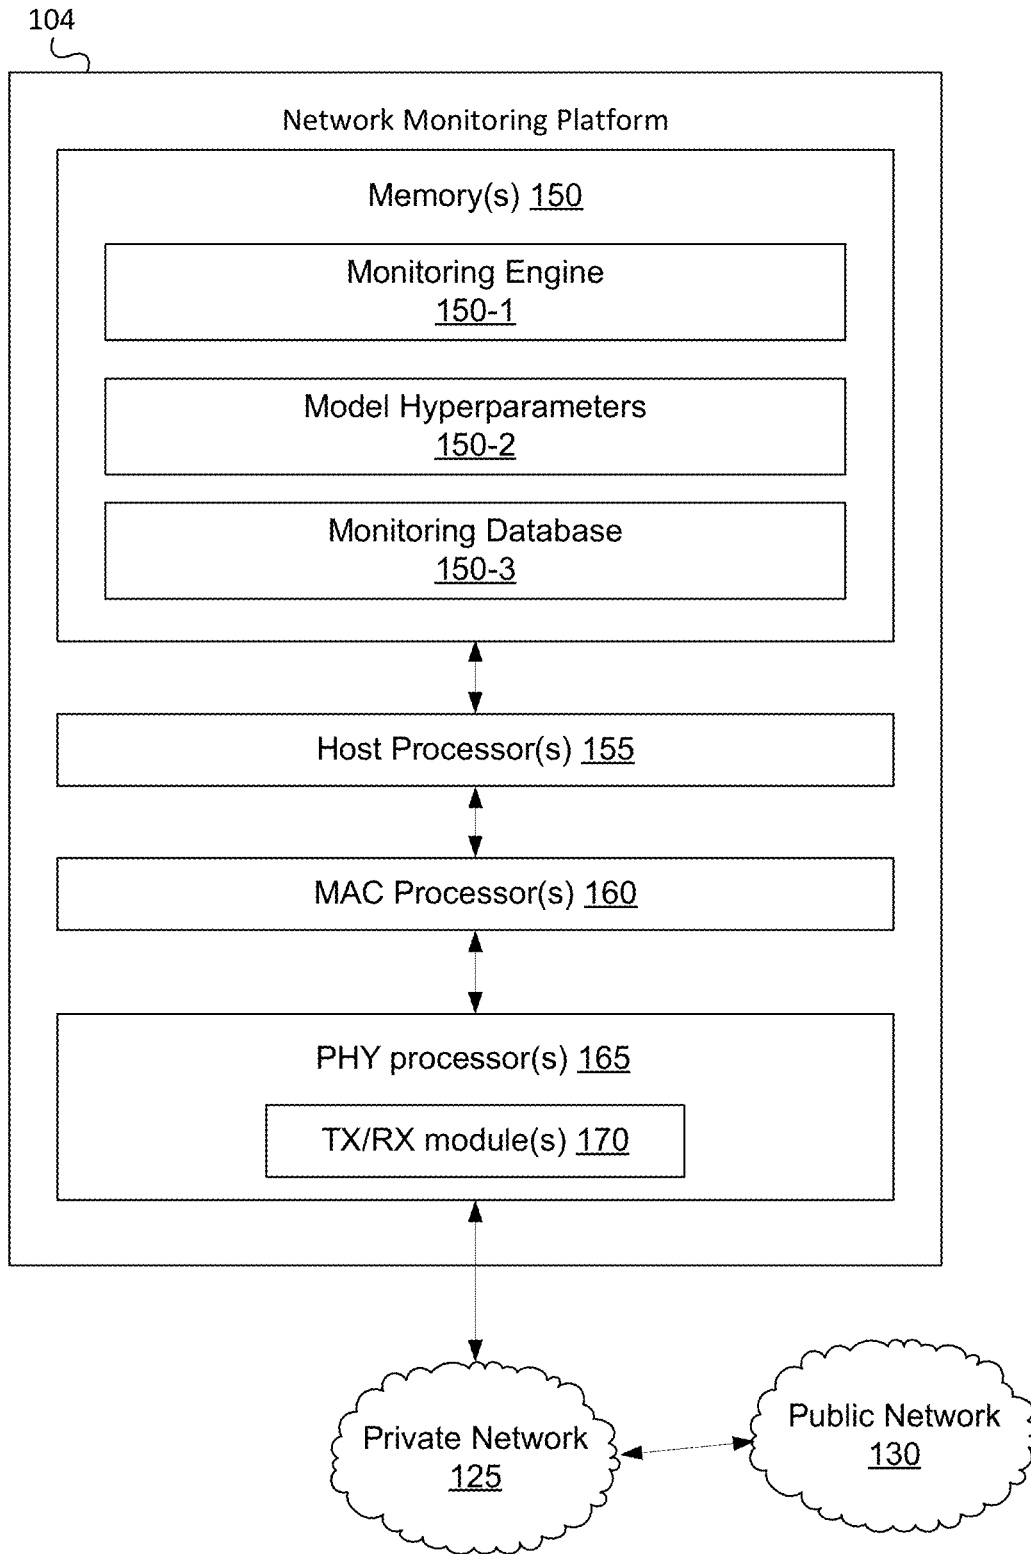 104
Network Monitoring Platform
Memory(s) 150
Monitoring Engine
150-1
Model Hyperparameters
150-2
Monitoring Database
150-3
Host Processor(s) 155
MAC Processor(s) 160
PHY processor(s) 165
TX/RX module(s) 170
Private Network
125
Public Network
130